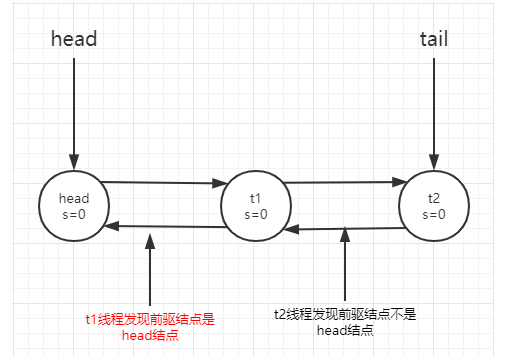 head
tail
head
s=0
t1
s=0
t2
s=0
t1线程发现前驱结点是
head结点
t2线程发现前驱结点不是
head结点